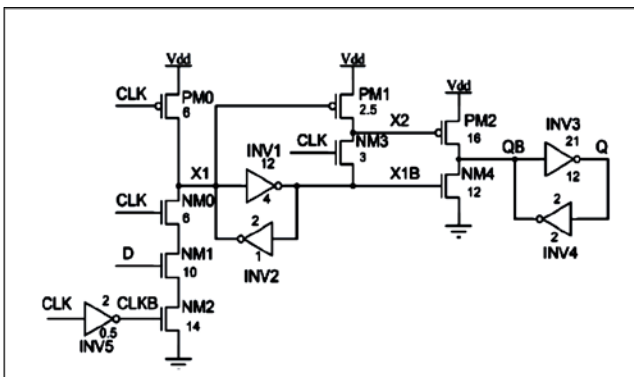 Vdd
Vdd
CLK
PM0
6
PM1
2.5
Vdd
X2
PM2
16
INV3
21
12
QB
Q
CLK
NM3
3
INV1
12
4
X1
X1B
NM4
12
2
2
INV4
CLK
NM0
6
2
1
INV2
D
NM1
10
CLK
2
0.5
INV5
CLKB
NM2
14